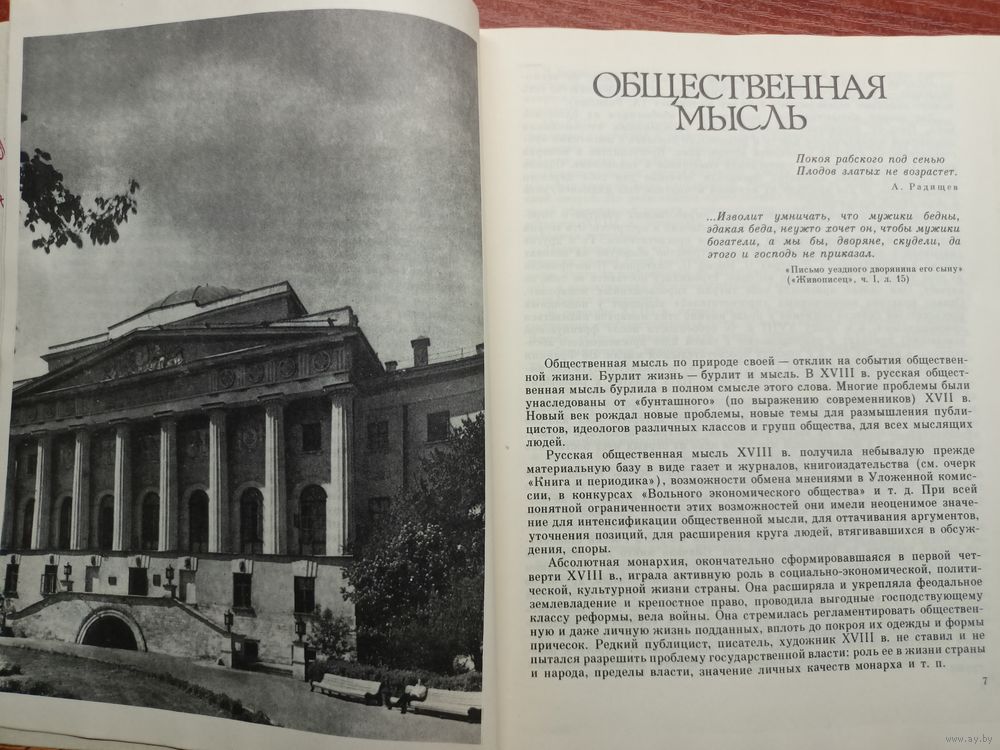 ОБЩЕСТВЕННАЯ
МЫСЛЬ
Покоя рабского под сенью
Плодов златых не возрастет.
А. Радищев
...Изволит умничать, что мужики бедны,
эдакая беда, неужто хочет он, чтобы мужики
богатели, а мы бы, дворяне, скудели, да
этого и господь не приказал.
«Письмо уездного дворянина его сыну»
(«Живописец», ч. I, л. 15)
Общественная мысль по природе своей — отклик на события обществен-
ной жизни. Бурлит жизнь — бурлит и мысль. В XVIII в. русская общест-
венная мысль бурлила в полном смысле этого слова. Многие проблемы были
унаследованы от «бунташного» (по выражению современников) XVII в.
Новый век рождал новые проблемы, новые темы для размышления публи-
цистов, идеологов различных классов и групп общества, для всех мыслящих
людей.
Русская общественная мысль XVIII в. получила небывалую прежде
материальную базу в виде газет и журналов, книгоиздательства (см. очерк
«Книга и периодика»), возможности обмена мнениями в Уложенной комис-
сии, в конкурсах «Вольного экономического общества» и т. д. При всей
понятной ограниченности этих возможностей они имели неоценимое значе-
ние для интенсификации общественной мысли, для оттачивания аргументов,
уточнения позиций, для расширения круга людей, втягивавшихся в обсуж-
дения, споры.
Абсолютная монархия, окончательно сформировавшаяся в первой чет-
верти XVIII в., играла активную роль в социально-экономической, полити-
ческой, культурной жизни страны. Она расширяла и укрепляла феодальное
землевладение и крепостное право, проводила выгодные господствующему
классу реформы, вела войны. Она стремилась регламентировать обществен-
ную и даже личную жизнь подданных, вплоть до покроя их одежды и формы
причесок. Редкий публицист, писатель, художник XVIII в. не ставил и не
пытался разрешить проблему государственной власти: роль ее в жизни страны
и народа, пределы власти, значение личных качеств монарха и т. п.
7
www.ay.by